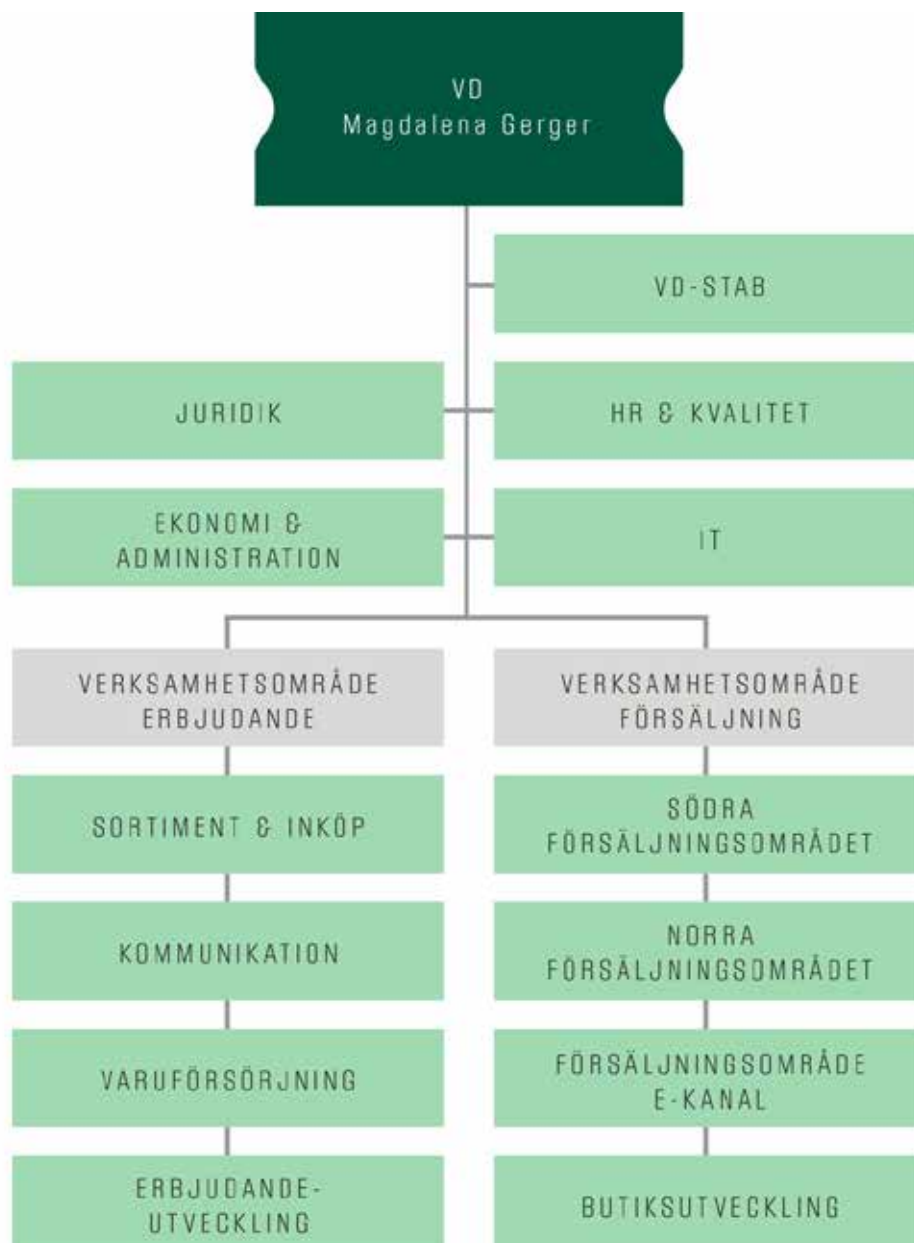 VD
Magdalena Gerger
VD-STAB
JURIDIK
HR & KVALITET
EKONOMI &
ADMINISTRATION
IT
VERKSAMHETSOMRÅDE
ERBJUDANDE
VERKSAMHETSOMRÅDE
FÖRSÄLJNING
SORTIMENT & INKÖP
SÖDRA
FÖRSÄLJNINGSOMRÅDET
KOMMUNIKATION
NORRA
FÖRSÄLJNINGSOMRÅDET
VARUFÖRSÖRJNING
FÖRSÄLJNINGSOMRÅDE
E-KANAL
ERBJUDANDE-
UTVECKLING
BUTIKSUTVECKLING